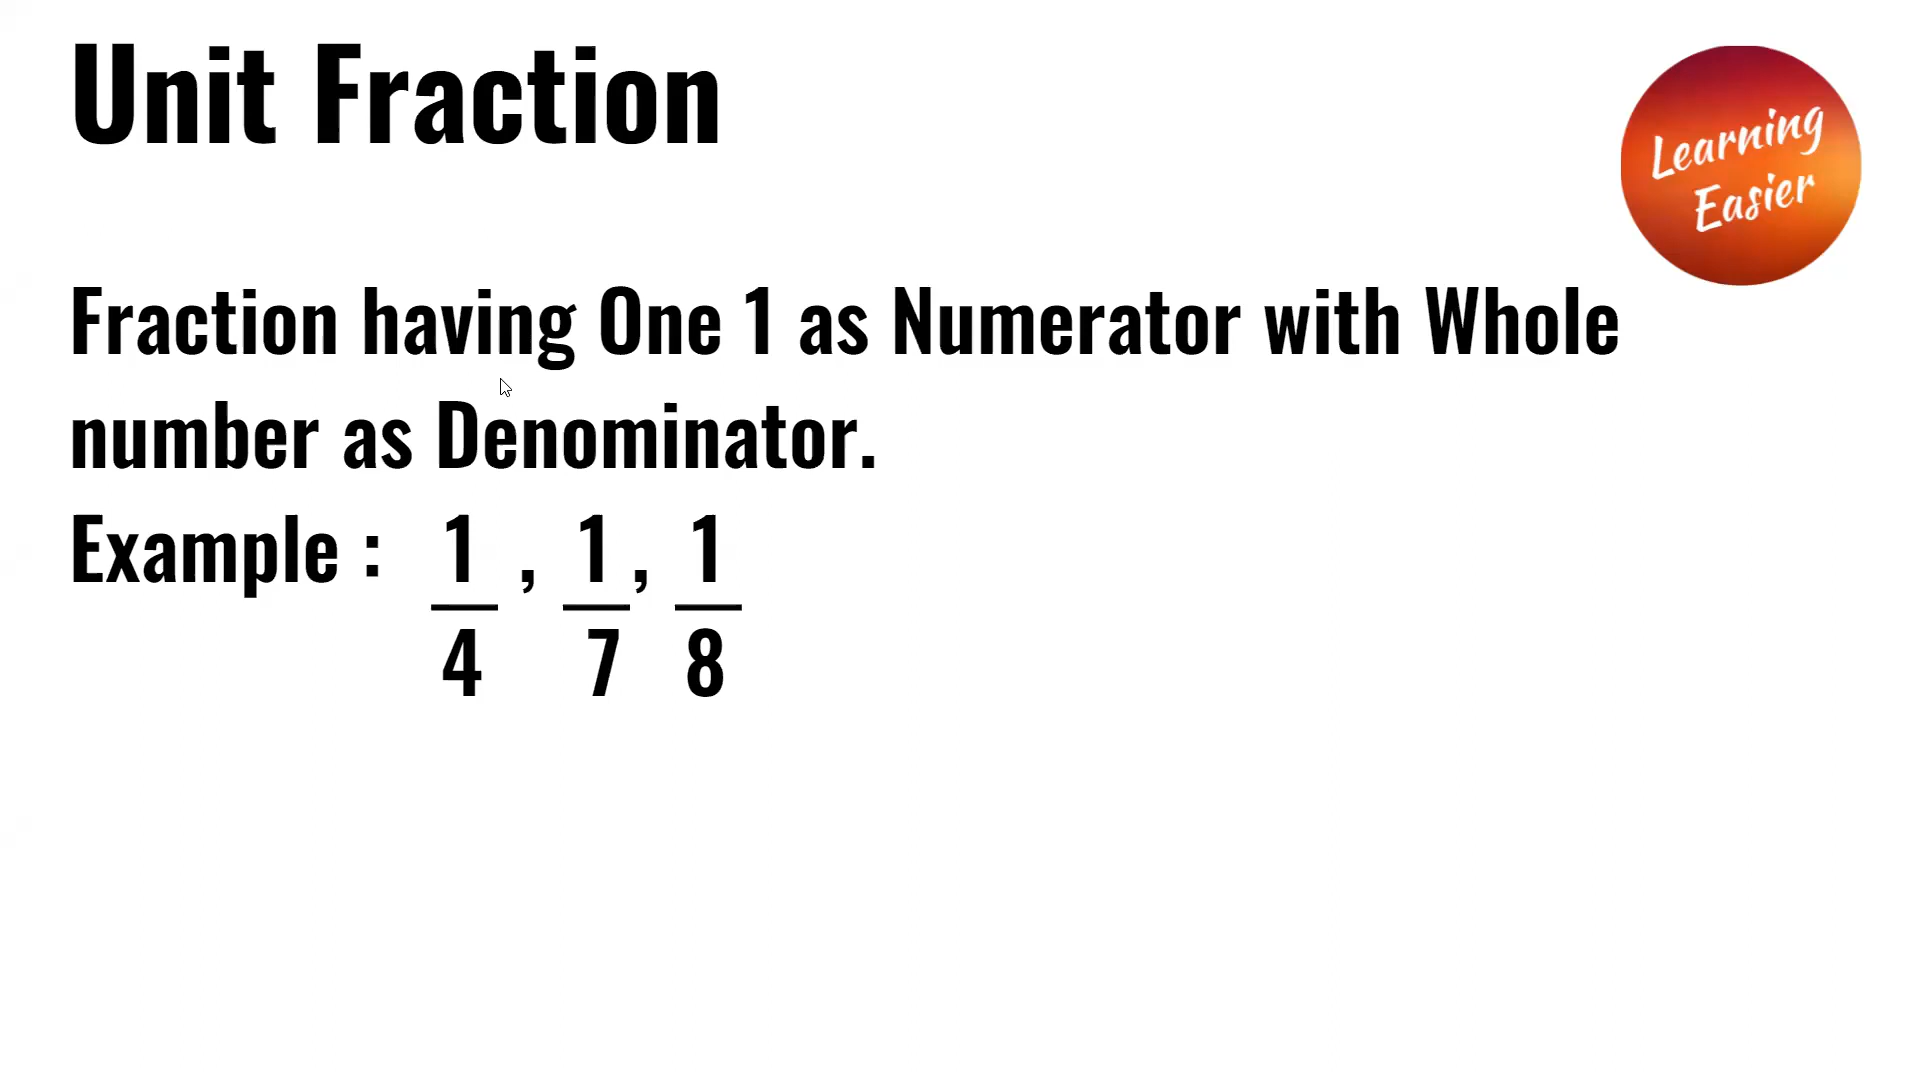 Unit Fraction
Learning
Easier
Fraction having One 1 as Numerator with Whole
number as Denominator.
Example : 1 , 1 , 1
4 7 8